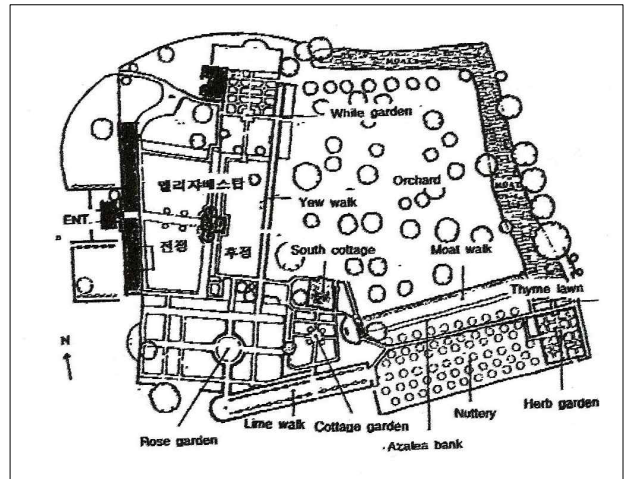 MOAT
White garden
엘리자베스탑
Yew walk
Orchard
MOAT
ENT.
전정
후정
South cottage
Moat walk
Thyme lawn
N
Rose garden
Lime walk
Cottage garden
Azalea bank
Nuttery
Herb garden